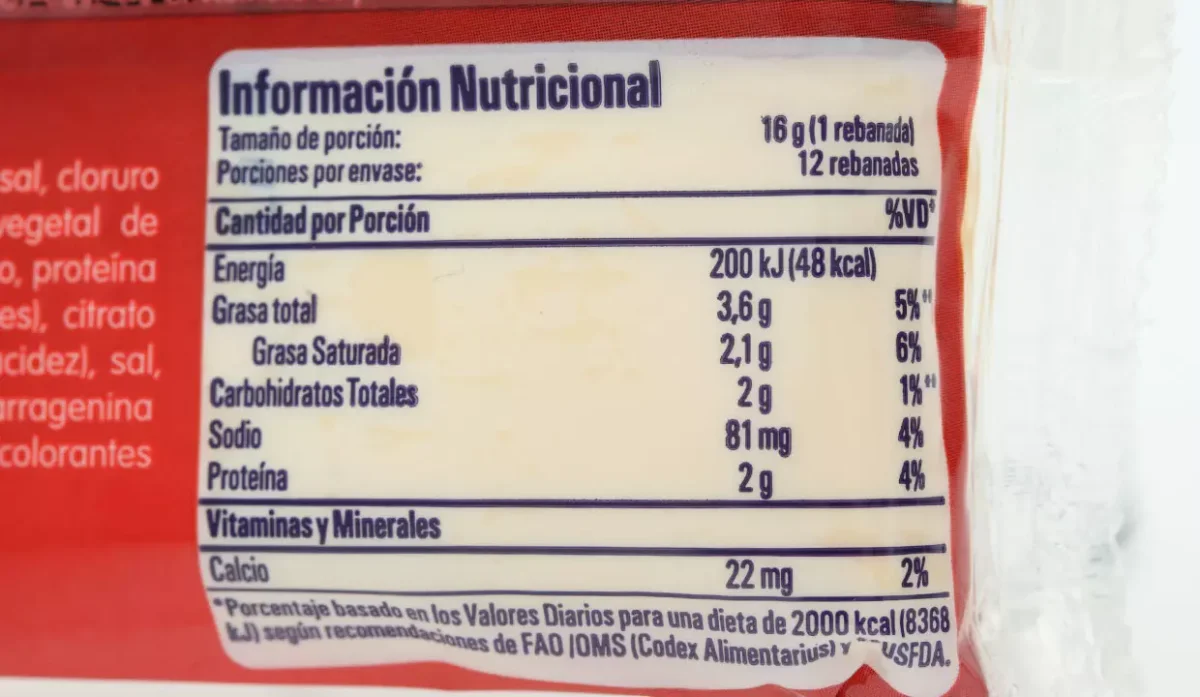 sal, cloruro
vegetal de
o, proteína
es), citrato
cidez), sal,
arragenina
colorantes
Información Nutricional
Tamaño de porción: 16 g (1 rebanada)
Porciones por envase: 12 rebanadas
Cantidad por Porción %VD*
Energía 200 kJ (48 kcal)
Grasa total 3,6 g 5%**
Grasa Saturada 2,1 g 6%
Carbohidratos Totales 2 g 1%**
Sodio 81 mg 4%
Proteína 2 g 4%
Vitaminas y Minerales
Calcio 22 mg 2%
*Porcentaje basado en los Valores Diarios para una dieta de 2000 kcal (8368
kJ) según recomendaciones de FAO /OMS (Codex Alimentarius) y **USFDA.